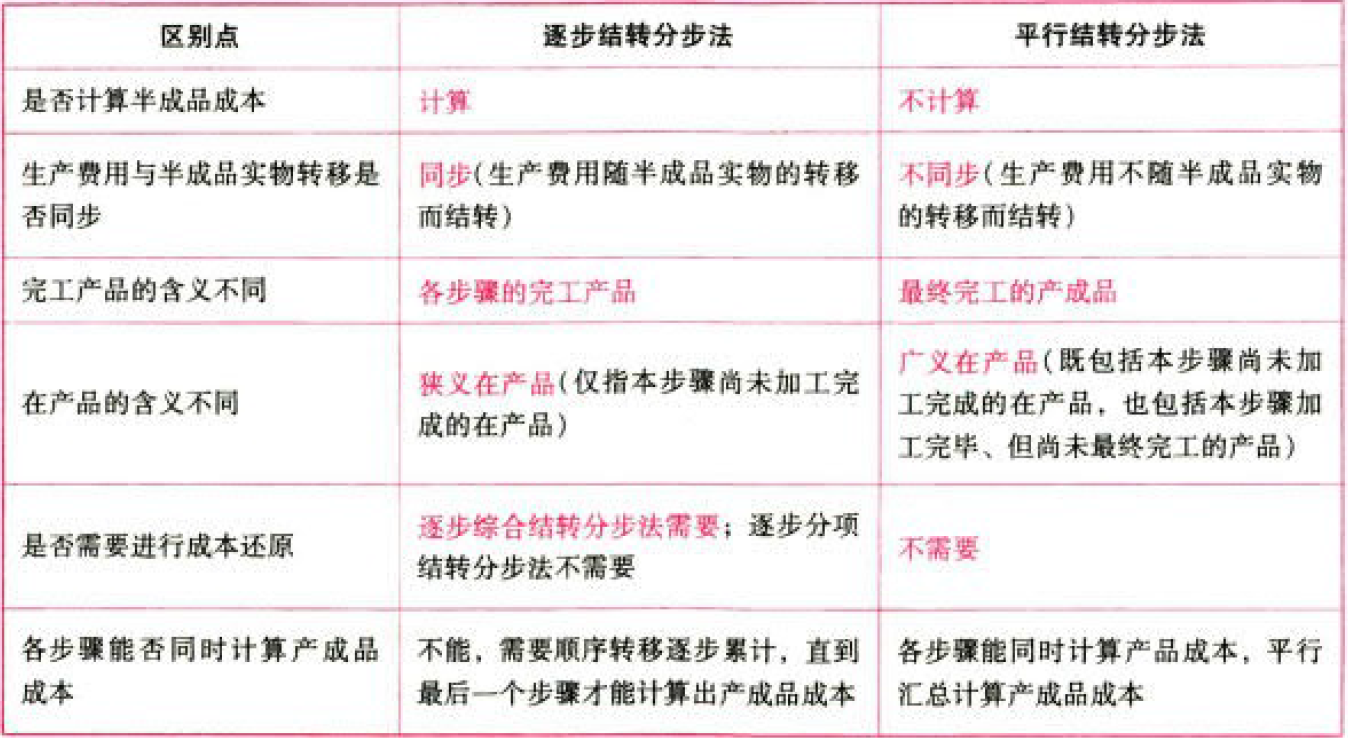 区别点
逐步结转分步法
平行结转分步法
是否计算半成品成本
计算
不计算
生产费用与半成品实物转移是
否同步
同步(生产费用随半成品实物的转移
而结转)
不同步(生产费用不随半成品实物
的转移而结转)
完工产品的含义不同
各步骤的完工产品
最终完工的产成品
在产品的含义不同
狭义在产品(仅指本步骤尚未加工完
成的在产品)
广义在产品(既包括本步骤尚未加
工完成的在产品，也包括本步骤加
工完毕、但尚未最终完工的产品)
是否需要进行成本还原
逐步综合结转分步法需要；逐步分项
结转分步法不需要
不需要
各步骤能否同时计算产成品
成本
不能，需要顺序转移逐步累计，直到
最后一个步骤才能计算出产成品成本
各步骤能同时计算产品成本，平行
汇总计算产成品成本